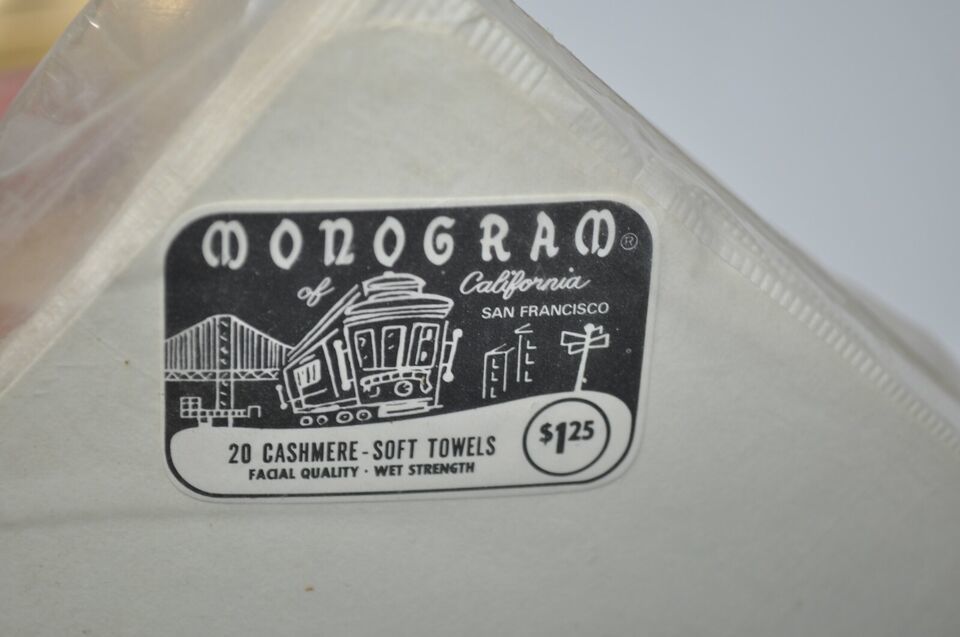 MONOGRAM®
of California
SAN FRANCISCO
20 CASHMERE-SOFT TOWELS
FACIAL QUALITY · WET STRENGTH
$1.25